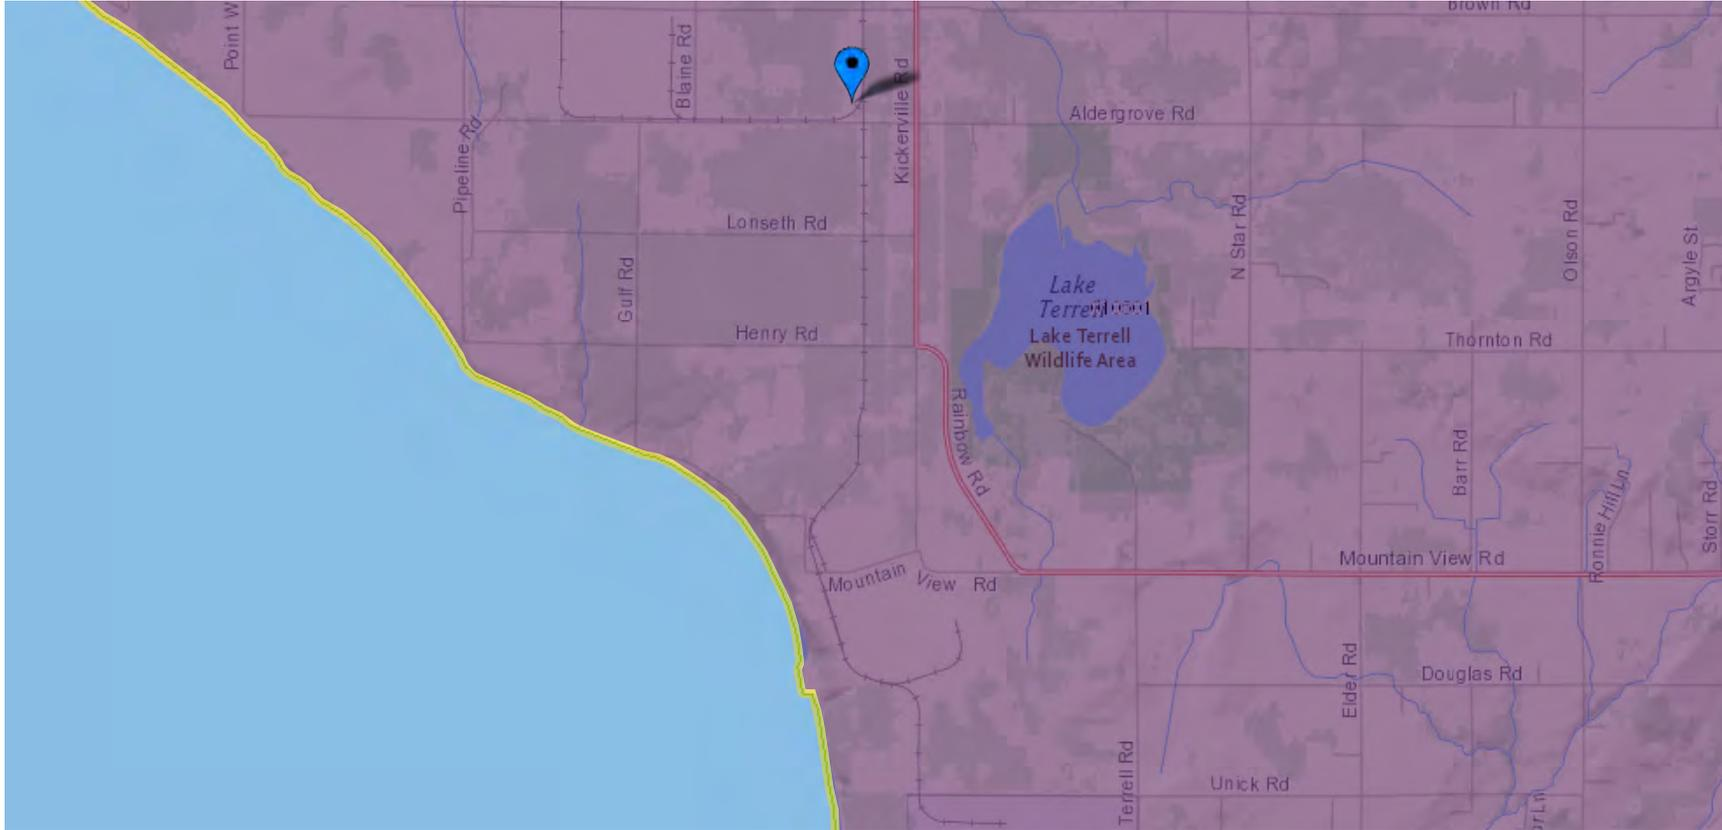 Brown Rd
Point W
Blaine Rd
Kickerville Rd
Aldergrove Rd
Pipeline Rd
Lonseth Rd
N Star Rd
Olson Rd
Argyle St
Gulf Rd
Lake
Terrell
Lake Terrell
Wildlife Area
Henry Rd
Thornton Rd
Rainbow Rd
Barr Rd
Ronnie Hill Ln
Storr Rd
Mountain View Rd
Mountain View Rd
Elder Rd
Douglas Rd
Terrell Rd
Unick Rd